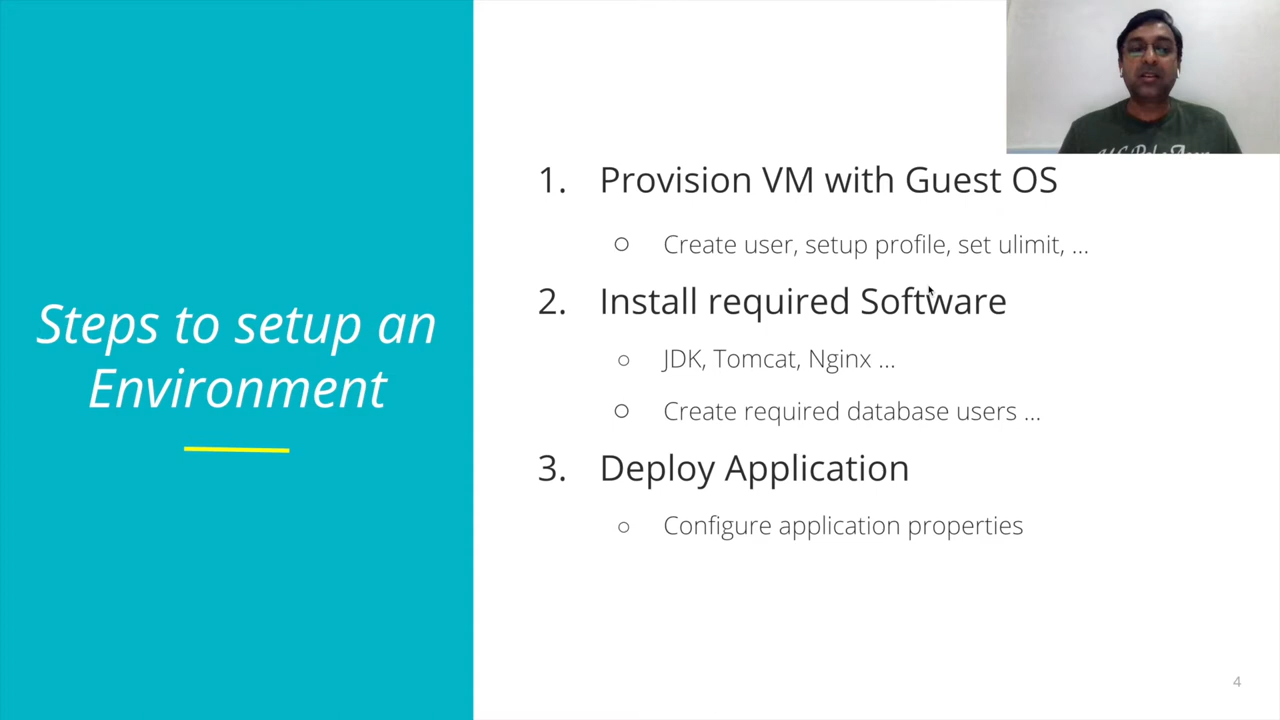 Steps to setup an
Environment
1. Provision VM with Guest OS
○ Create user, setup profile, set ulimit, ...
2. Install required Software
○ JDK, Tomcat, Nginx ...
○ Create required database users ...
3. Deploy Application
○ Configure application properties
4